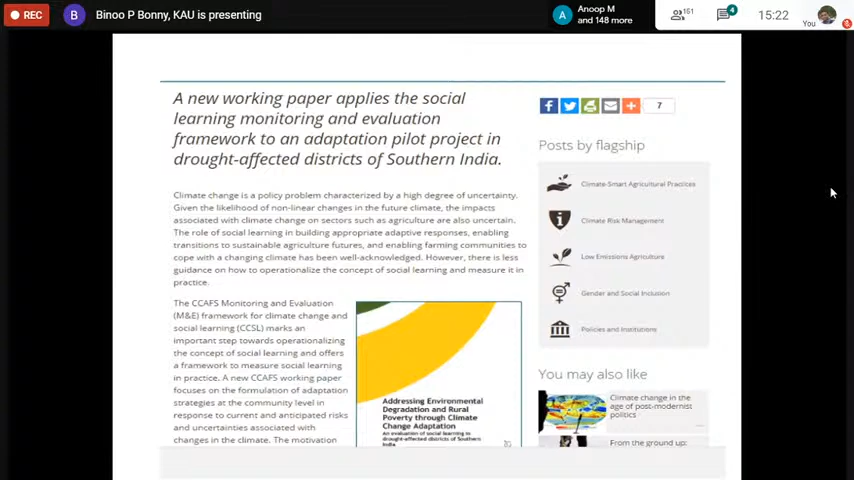 REC
B
Binoo P Bonny, KAU is presenting
A
Anoop M
and 148 more
161
4
15:22
You
A new working paper applies the social
learning monitoring and evaluation
framework to an adaptation pilot project in
drought-affected districts of Southern India.
Climate change is a policy problem characterized by a high degree of uncertainty.
Given the likelihood of non-linear changes in the future climate, the impacts
associated with climate change on sectors such as agriculture are also uncertain.
The role of social learning in building appropriate adaptive responses, enabling
transitions to sustainable agriculture futures, and enabling farming communities to
cope with a changing climate has been well-acknowledged. However, there is less
guidance on how to operationalize the concept of social learning and measure it in
practice.
The CCAFS Monitoring and Evaluation
(M&E) framework for climate change and
social learning (CCSL) marks an
important step towards operationalizing
the concept of social learning and offers
a framework to measure social learning
in practice. A new CCAFS working paper
focuses on the formulation of adaptation
strategies at the community level in
response to current and anticipated risks
and uncertainties associated with
changes in the climate. The motivation
Addressing Environmental
Degradation and Rural
Poverty through Climate
Change Adaptation
An evaluation of social learning in
drought-affected districts of Southern
India
7
Posts by flagship
Climate-Smart Agricultural Practices
Climate Risk Management
Low Emissions Agriculture
Gender and Social Inclusion
Policies and Institutions
You may also like
Climate change in the
age of post-modernist
politics
From the ground up: